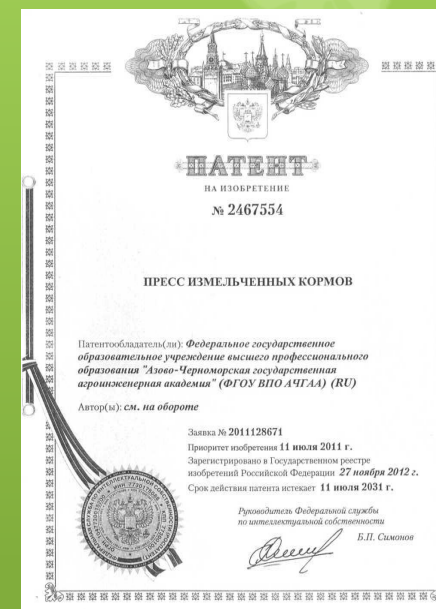 ПАТЕНТ
НА ИЗОБРЕТЕНИЕ
№ 2467554
ПРЕСС ИЗМЕЛЬЧЕННЫХ КОРМОВ
Патентообладатель(ли): Федеральное государственное
образовательное учреждение высшего профессионального
образования "Азово-Черноморская государственная
агроинженерная академия" (ФГОУ ВПО АЧГАА) (RU)
Автор(ы): см. на обороте
Заявка № 2011128671
Приоритет изобретения 11 июля 2011 г.
Зарегистрировано в Государственном реестре
изобретений Российской Федерации 27 ноября 2012 г.
Срок действия патента истекает 11 июля 2031 г.
Руководитель Федеральной службы
по интеллектуальной собственности
Б.П. Симонов